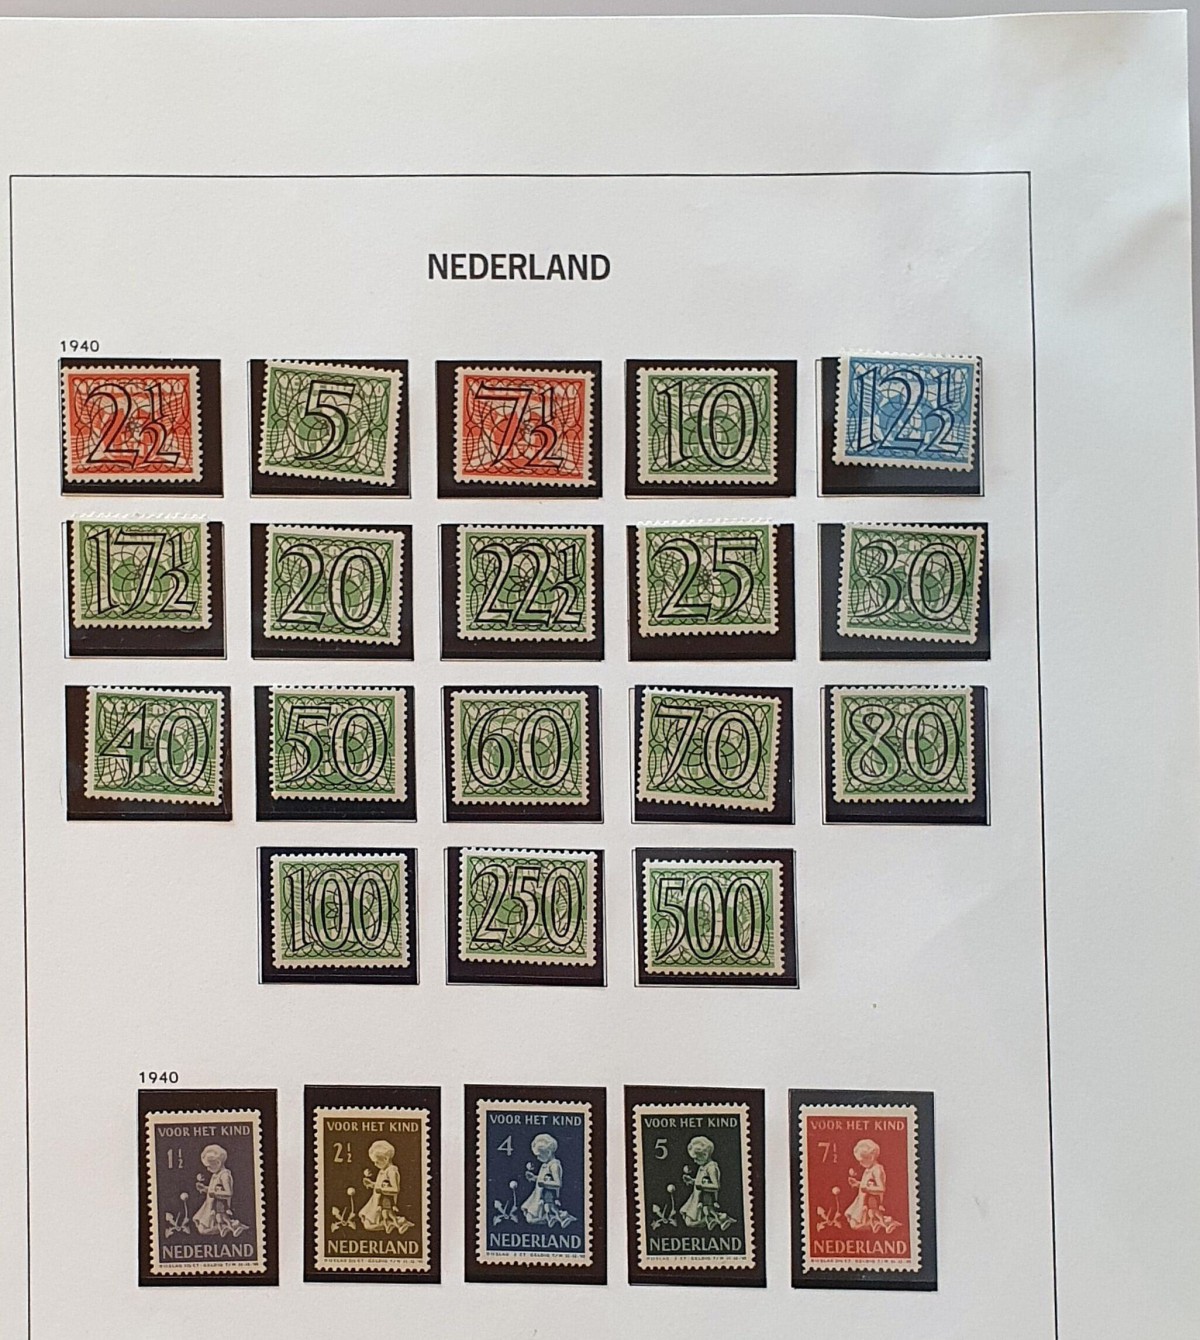 NEDERLAND
1940
2½ 5 7½ 10 12½
17½ 20 22½ 25 30
40 50 60 70 80
100 250 500
1940
VOOR HET KIND VOOR HET KIND VOOR HET KIND VOOR HET KIND VOOR HET KIND
1½ 2½ 4 5 7½
NEDERLAND NEDERLAND NEDERLAND NEDERLAND NEDERLAND